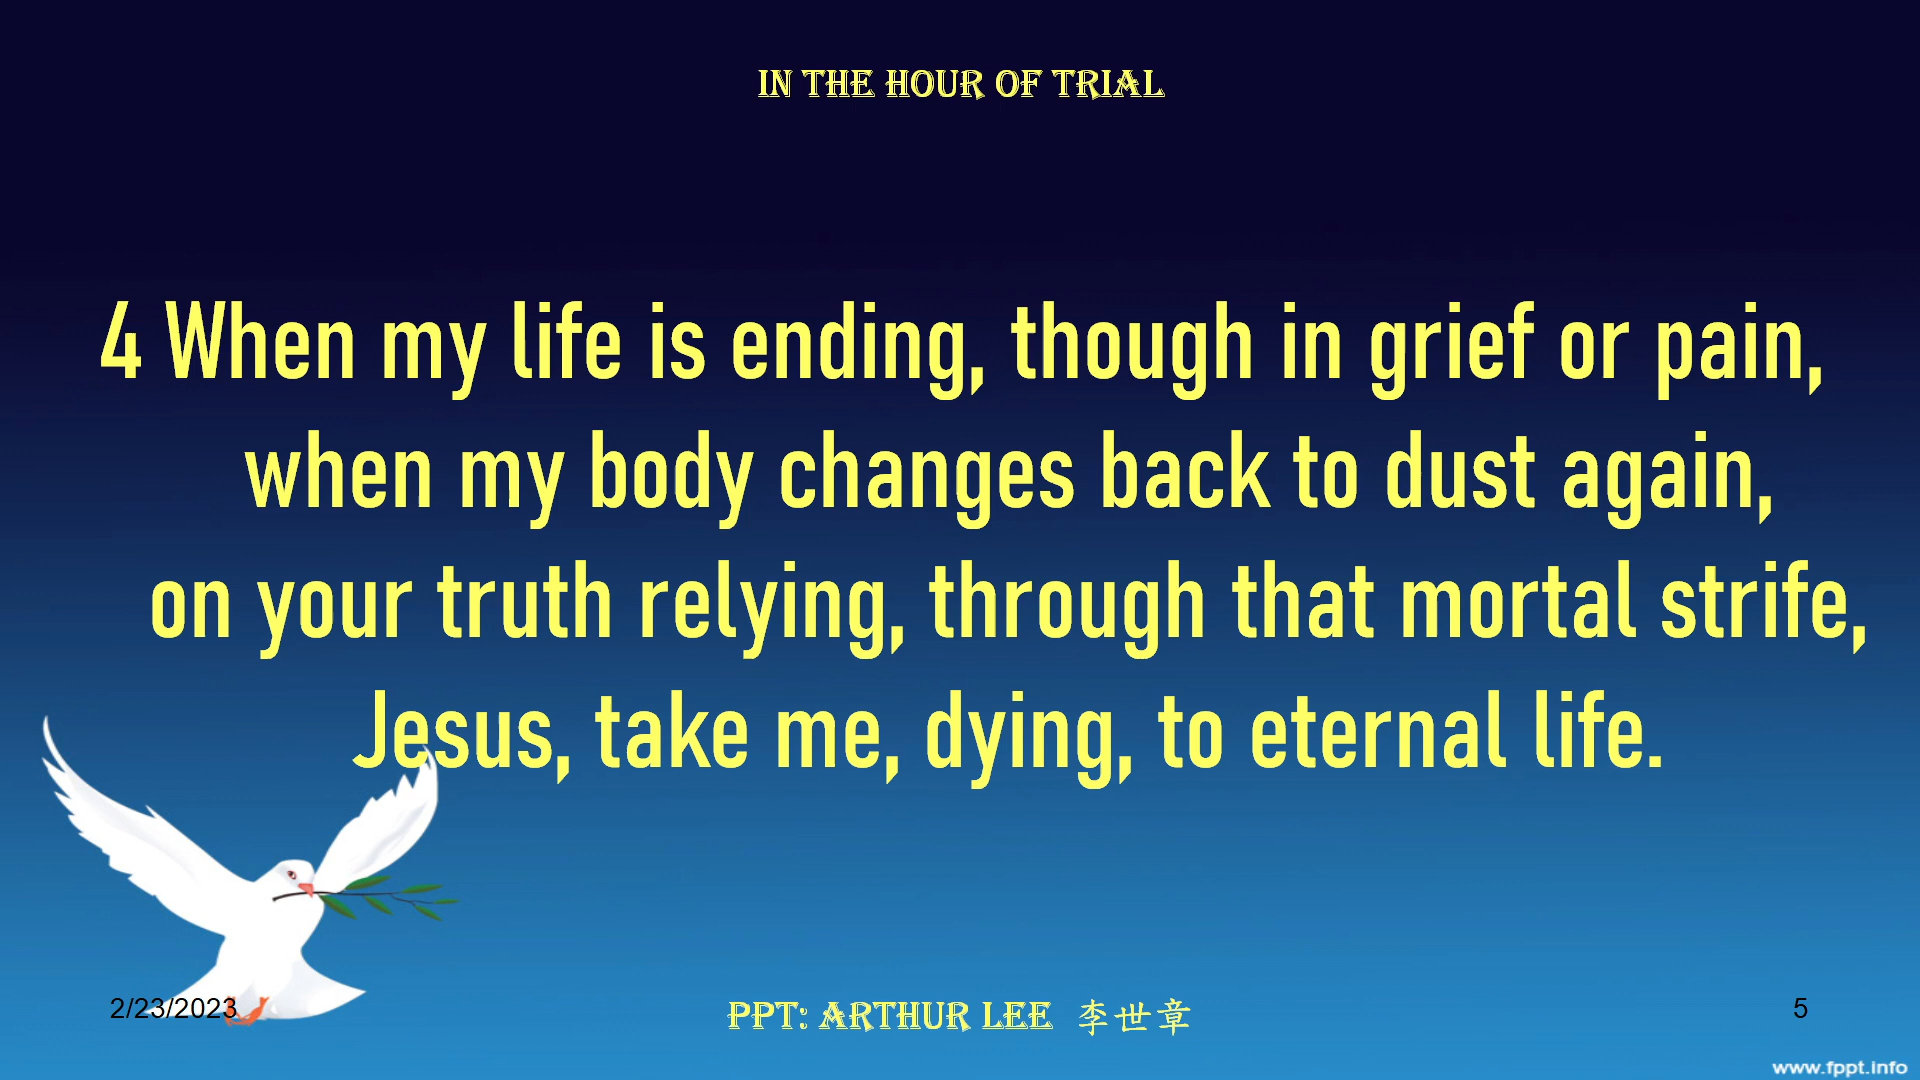 IN THE HOUR OF TRIAL
4 When my life is ending, though in grief or pain,
when my body changes back to dust again,
on your truth relying, through that mortal strife,
Jesus, take me, dying, to eternal life.
2/23/2023
PPT: ARTHUR LEE 李世章
5
www.fppt.info